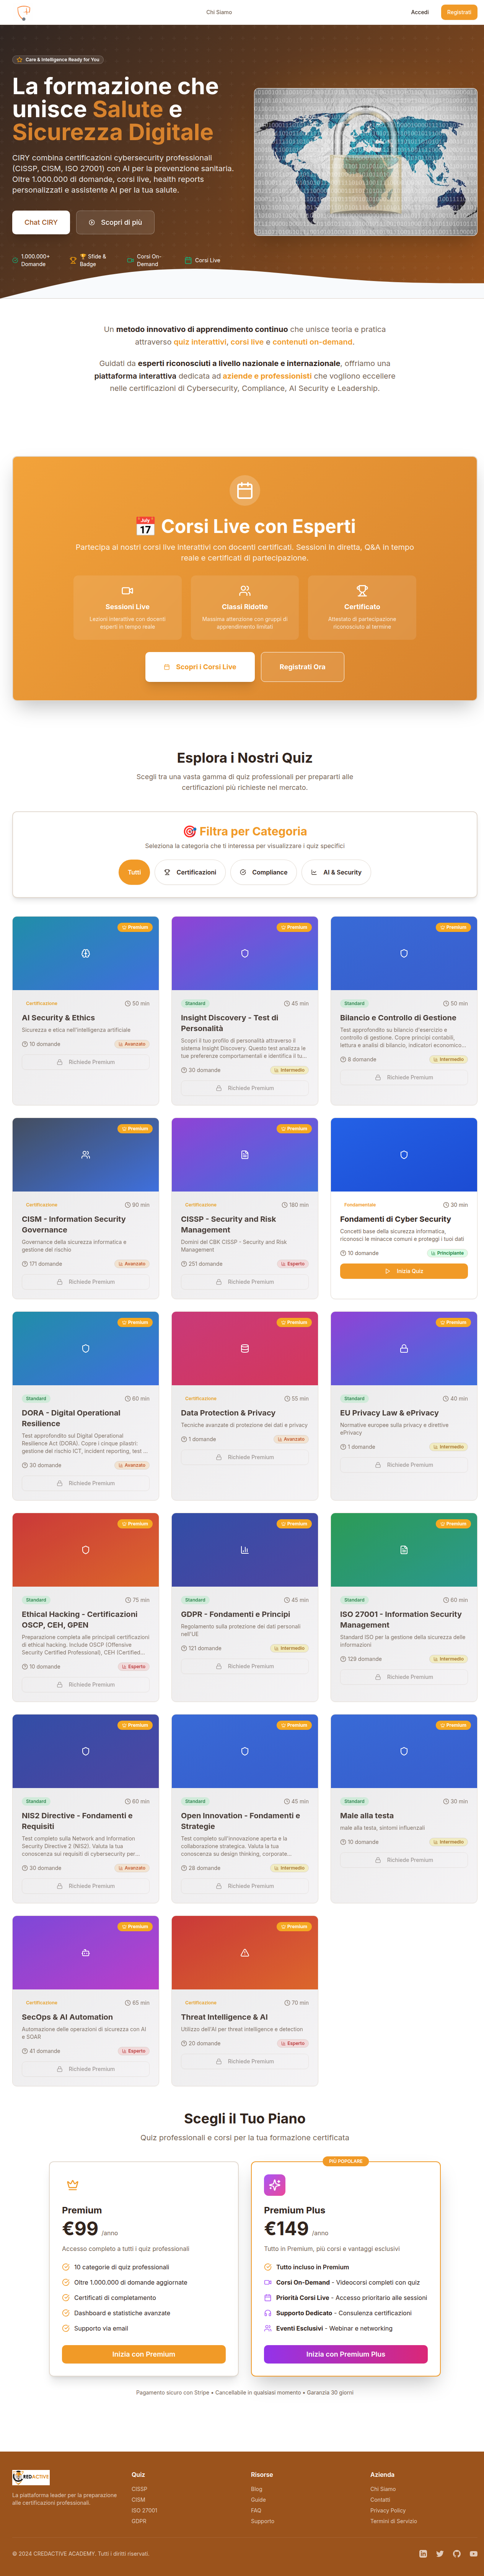 Chi Siamo
Accedi
Registrati
Care & Intelligence Ready for You
La formazione che
unisce Salute e
Sicurezza Digitale
CIRY combina certificazioni cybersecurity professionali
(CISSP, CISM, ISO 27001) con AI per la prevenzione sanitaria.
Oltre 1.000.000 di domande, corsi live, health reports
personalizzati e assistente AI per la tua salute.
Chat CIRY
Scopri di più
1.000.000+
Domande
🏆 Sfide &
Badge
Corsi On-
Demand
Corsi Live
Un metodo innovativo di apprendimento continuo che unisce teoria e pratica
attraverso quiz interattivi, corsi live e contenuti on-demand.
Guidati da esperti riconosciuti a livello nazionale e internazionale, offriamo una
piattaforma interattiva dedicata ad aziende e professionisti che vogliono eccellere
nelle certificazioni di Cybersecurity, Compliance, AI Security e Leadership.
📅 Corsi Live con Esperti
Partecipa ai nostri corsi live interattivi con docenti certificati. Sessioni in diretta, Q&A in tempo
reale e certificati di partecipazione.
Sessioni Live
Lezioni interattive con docenti
esperti in tempo reale
Classi Ridotte
Massima attenzione con gruppi di
apprendimento limitati
Certificato
Attestato di partecipazione
riconosciuto al termine
Scopri i Corsi Live
Registrati Ora
Esplora i Nostri Quiz
Scegli tra una vasta gamma di quiz professionali per prepararte alle
certificazioni più richieste nel mercato.
🎯 Filtra per Categoria
Seleziona la categoria che ti interessa per visualizzare i quiz specifici
Tutti
Certificazioni
Compliance
AI & Security
Premium
Certificazione
50 min
AI Security & Ethics
Sicurezza e etica nell'intelligenza artificiale
10 domande
Avanzato
Richiede Premium
Premium
Standard
45 min
Insight Discovery - Test di
Personalità
Scopri il tuo profilo di personalità attraverso il
sistema Insight Discovery. Questo test analizza le
tue preferenze comportamentali e identifica il tu...
30 domande
Intermedio
Richiede Premium
Premium
Standard
50 min
Bilancio e Controllo di Gestione
Test approfondito su bilancio d'esercizio e
controllo di gestione. Copre principi contabili,
lettura e analisi di bilancio, indicatori economico...
8 domande
Intermedio
Richiede Premium
Premium
Certificazione
90 min
CISM - Information Security
Governance
Governance della sicurezza informatica e
gestione del rischio
171 domande
Avanzato
Richiede Premium
Premium
Certificazione
180 min
CISSP - Security and Risk
Management
Domini del CBK CISSP - Security and Risk
Management
251 domande
Esperto
Richiede Premium
Fondamentale
30 min
Fondamenti di Cyber Security
Concetti base della sicurezza informatica,
riconosci le minacce comuni e proteggi i tuoi dati
10 domande
Principiante
Inizia Quiz
Premium
Standard
60 min
DORA - Digital Operational
Resilience
Test approfondito sul Digital Operational
Resilience Act (DORA). Copre i cinque pilastri:
gestione dei rischio ICT, incident reporting, test ...
30 domande
Avanzato
Richiede Premium
Premium
Certificazione
55 min
Data Protection & Privacy
Tecniche avanzate di protezione dei dati e privacy
1 domande
Avanzato
Richiede Premium
Premium
Standard
40 min
EU Privacy Law & ePrivacy
Normative europee sulla privacy e direttive
ePrivacy
1 domande
Intermedio
Richiede Premium
Premium
Standard
75 min
Ethical Hacking - Certificazioni
OSCP, CEH, GPEN
Preparazione completa alle principali certificazioni
di ethical hacking. Include OSCP (Offensive
Security Certified Professional), CEH (Certified...
10 domande
Esperto
Richiede Premium
Premium
Standard
45 min
GDPR - Fondamenti e Principi
Regolamento sulla protezione dei dati personali
nell'UE
121 domande
Intermedio
Richiede Premium
Premium
Standard
60 min
ISO 27001 - Information Security
Management
Standard ISO per la gestione della sicurezza delle
informazioni
129 domande
Intermedio
Richiede Premium
Premium
Standard
60 min
NIS2 Directive - Fondamenti e
Requisiti
Test completo sulla Network and Information
Security Directive 2 (NIS2). Valuta la tua
conoscenza sui requisiti di cybersecurity per...
30 domande
Avanzato
Richiede Premium
Premium
Standard
45 min
Open Innovation - Fondamenti e
Strategie
Test completo sull'innovazione aperta e la
collaborazione strategica. Valuta la tua
conoscenza su design thinking, corporate...
28 domande
Intermedio
Richiede Premium
Premium
Standard
30 min
Male alla testa
male alla testa, sintomi influenzali
10 domande
Intermedio
Richiede Premium
Premium
Certificazione
65 min
SecOps & AI Automation
Automazione delle operazioni di sicurezza con AI
e SOAR
41 domande
Esperto
Richiede Premium
Premium
Certificazione
70 min
Threat Intelligence & AI
Utilizzo dell'AI per threat intelligence e detection
20 domande
Esperto
Richiede Premium
Scegli il Tuo Piano
Quiz professionali e corsi per la tua formazione certificata
Premium
€99 /anno
Accesso completo a tutti i quiz professionali
10 categorie di quiz professionali
Oltre 1.000.000 di domande aggiornate
Certificati di completamento
Dashboard e statistiche avanzate
Supporto via email
Inizia con Premium
PIÙ POPOLARE
Premium Plus
€149 /anno
Tutto in Premium, più corsi e vantaggi esclusivi
Tutto incluso in Premium
Corsi On-Demand - Videocorsi completi con quiz
Priorità Corsi Live - Accesso prioritario alle sessioni
Supporto Dedicato - Consulenza certificazioni
Eventi Esclusivi - Webinar e networking
Inizia con Premium Plus
Pagamento sicuro con Stripe • Cancellabile in qualsiasi momento • Garanzia 30 giorni
REDACTIVE
La piattaforma leader per la preparazione
alle certificazioni professionali.
Quiz
CISSP
CISM
ISO 27001
GDPR
Risorse
Blog
Guide
FAQ
Supporto
Azienda
Chi Siamo
Contatti
Privacy Policy
Termini di Servizio
© 2024 CREDACTIVE ACADEMY. Tutti i diritti riservati.